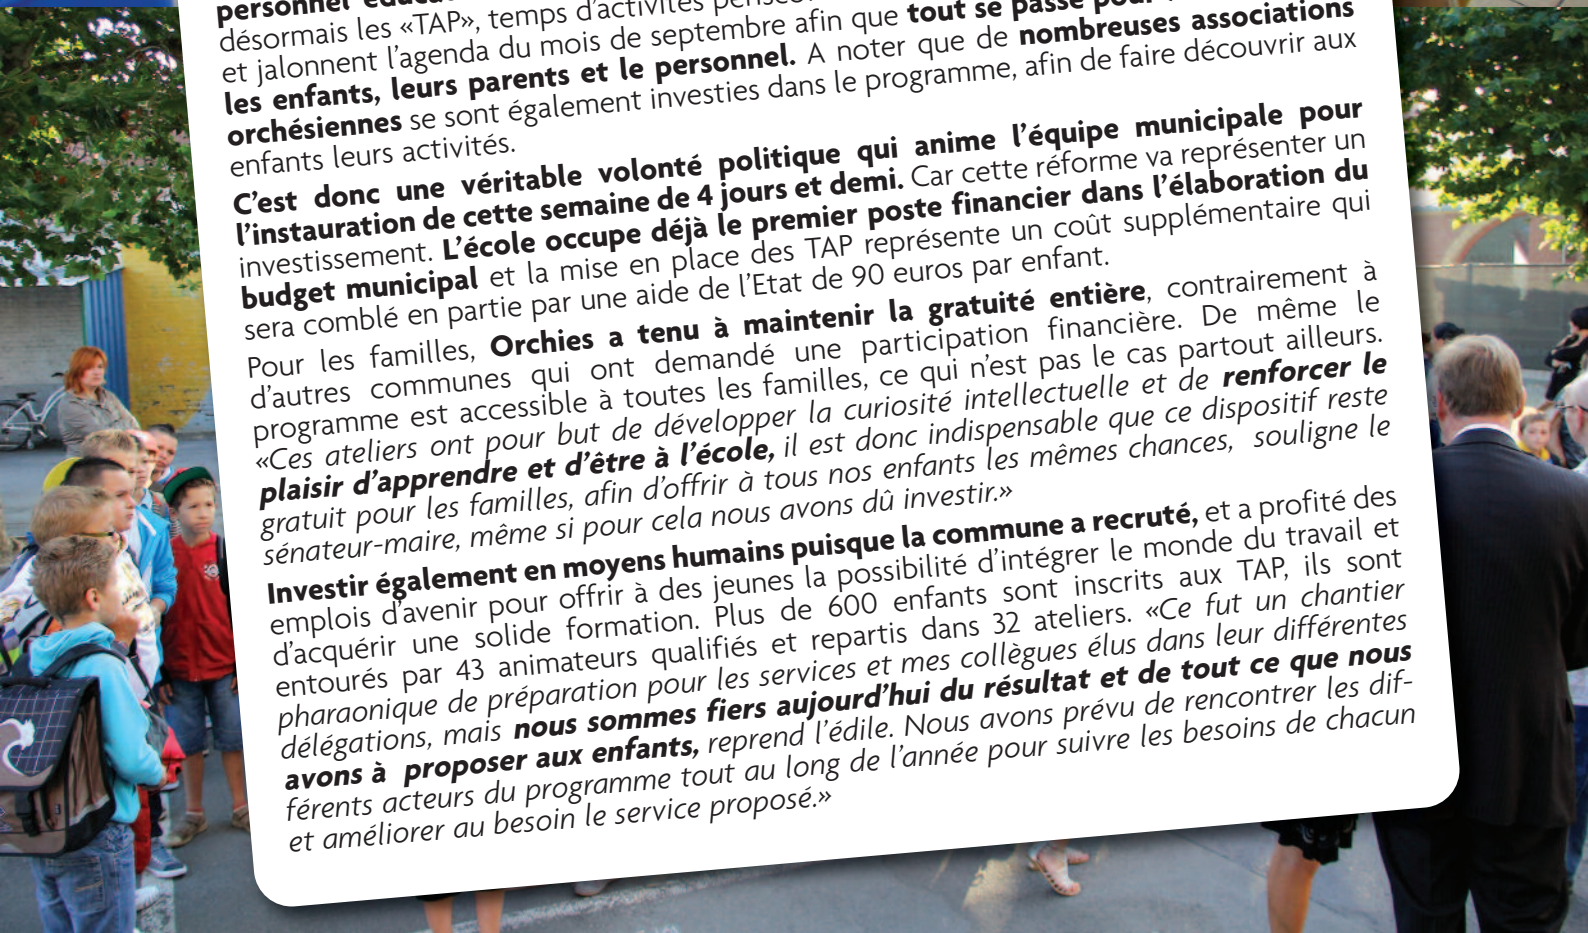 personnel
désormais les «TAP», temps d'activités
et jalonnent l'agenda du mois de septembre afin que tout se passe
les enfants, leurs parents et le personnel. A noter que de nombreuses associations
orchésiennes se sont également investies dans le programme, afin de faire découvrir aux
enfants leurs activités.
C'est donc une véritable volonté politique qui anime l'équipe municipale pour
l'instauration de cette semaine de 4 jours et demi. Car cette réforme va représenter un
investissement. L'école occupe déjà le premier poste financier dans l'élaboration du
budget municipal et la mise en place des TAP représente un coût supplémentaire qui
sera comblé en partie par une aide de l'Etat de 90 euros par enfant.
Pour les familles, Orchies a tenu à maintenir la gratuité entière, contrairement à
d'autres communes qui ont demandé une participation financière. De même le
programme est accessible à toutes les familles, ce qui n'est pas le cas partout ailleurs.
«Ces ateliers ont pour but de développer la curiosité intellectuelle et de renforcer le
plaisir d'apprendre et d'être à l'école, il est donc indispensable que ce dispositif reste
gratuit pour les familles, afin d'offrir à tous nos enfants les mêmes chances, souligne le
sénateur-maire, même si pour cela nous avons dû investir.»
Investir également en moyens humains puisque la commune a recruté, et a profité des
emplois d'avenir pour offrir à des jeunes la possibilité d'intégrer le monde du travail et
d'acquérir une solide formation. Plus de 600 enfants sont inscrits aux TAP, ils sont
entourés par 43 animateurs qualifiés et repartis dans 32 ateliers. «Ce fut un chantier
pharaonique de préparation pour les services et mes collègues élus dans leur différentes
délégations, mais nous sommes fiers aujourd'hui du résultat et de tout ce que nous
avons à proposer aux enfants, reprend l'édile. Nous avons prévu de rencontrer les dif-
férents acteurs du programme tout au long de l'année pour suivre les besoins de chacun
et améliorer au besoin le service proposé.»